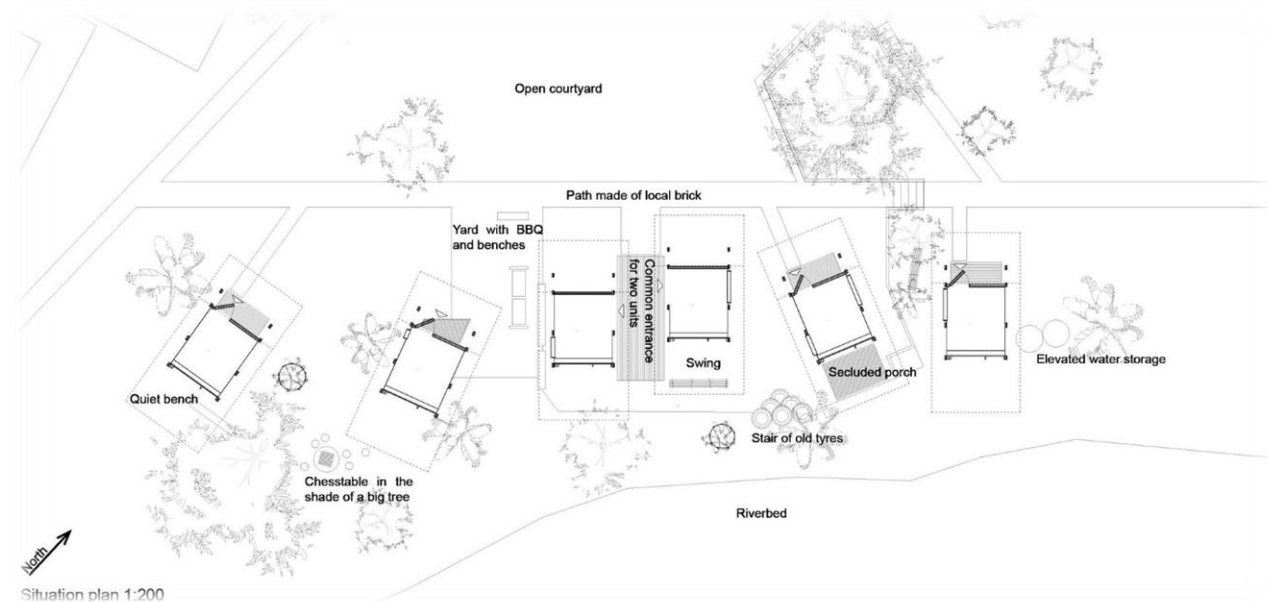 Open courtyard
Path made of local brick
Yard with BBQ
and benches
Common entrance
for two units
Swing
Secluded porch
Elevated water storage
Quiet bench
Stair of old tyres
Chesstable in the
shade of a big tree
Riverbed
North
Situation plan 1:200